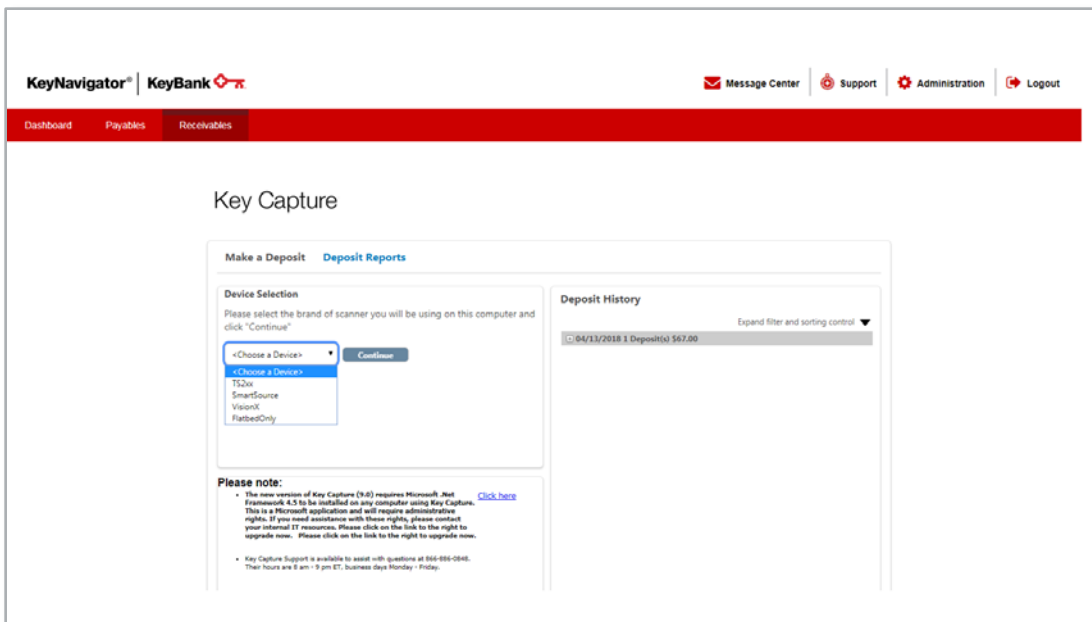 KeyNavigator® KeyBank
Message Center Support Administration Logout
Dashboard Payables Receivables
Key Capture
Make a Deposit Deposit Reports
Device Selection
Please select the brand of scanner you will be using on this computer and
click "Continue"
<Choose a Device> Continue
<Choose a Device>
TS2xx
SmartSource
VisionX
FlatbedOnly
Deposit History
Expand filter and sorting control
04/13/2018 1 Deposit(s) $67.00
Please note:
• The new version of Key Capture (9.0) requires Microsoft .Net
Framework 4.5 to be installed on any computer using Key Capture.
This is a Microsoft application and will require administrative
rights. If you need assistance with these rights, please contact
your internal IT resources. Please click on the link to the right to
upgrade now. Please click on the link to the right to upgrade now.
Click here
• Key Capture Support is available to assist with questions at 866-886-0848.
Their hours are 8 am - 9 pm ET, business days Monday - Friday.